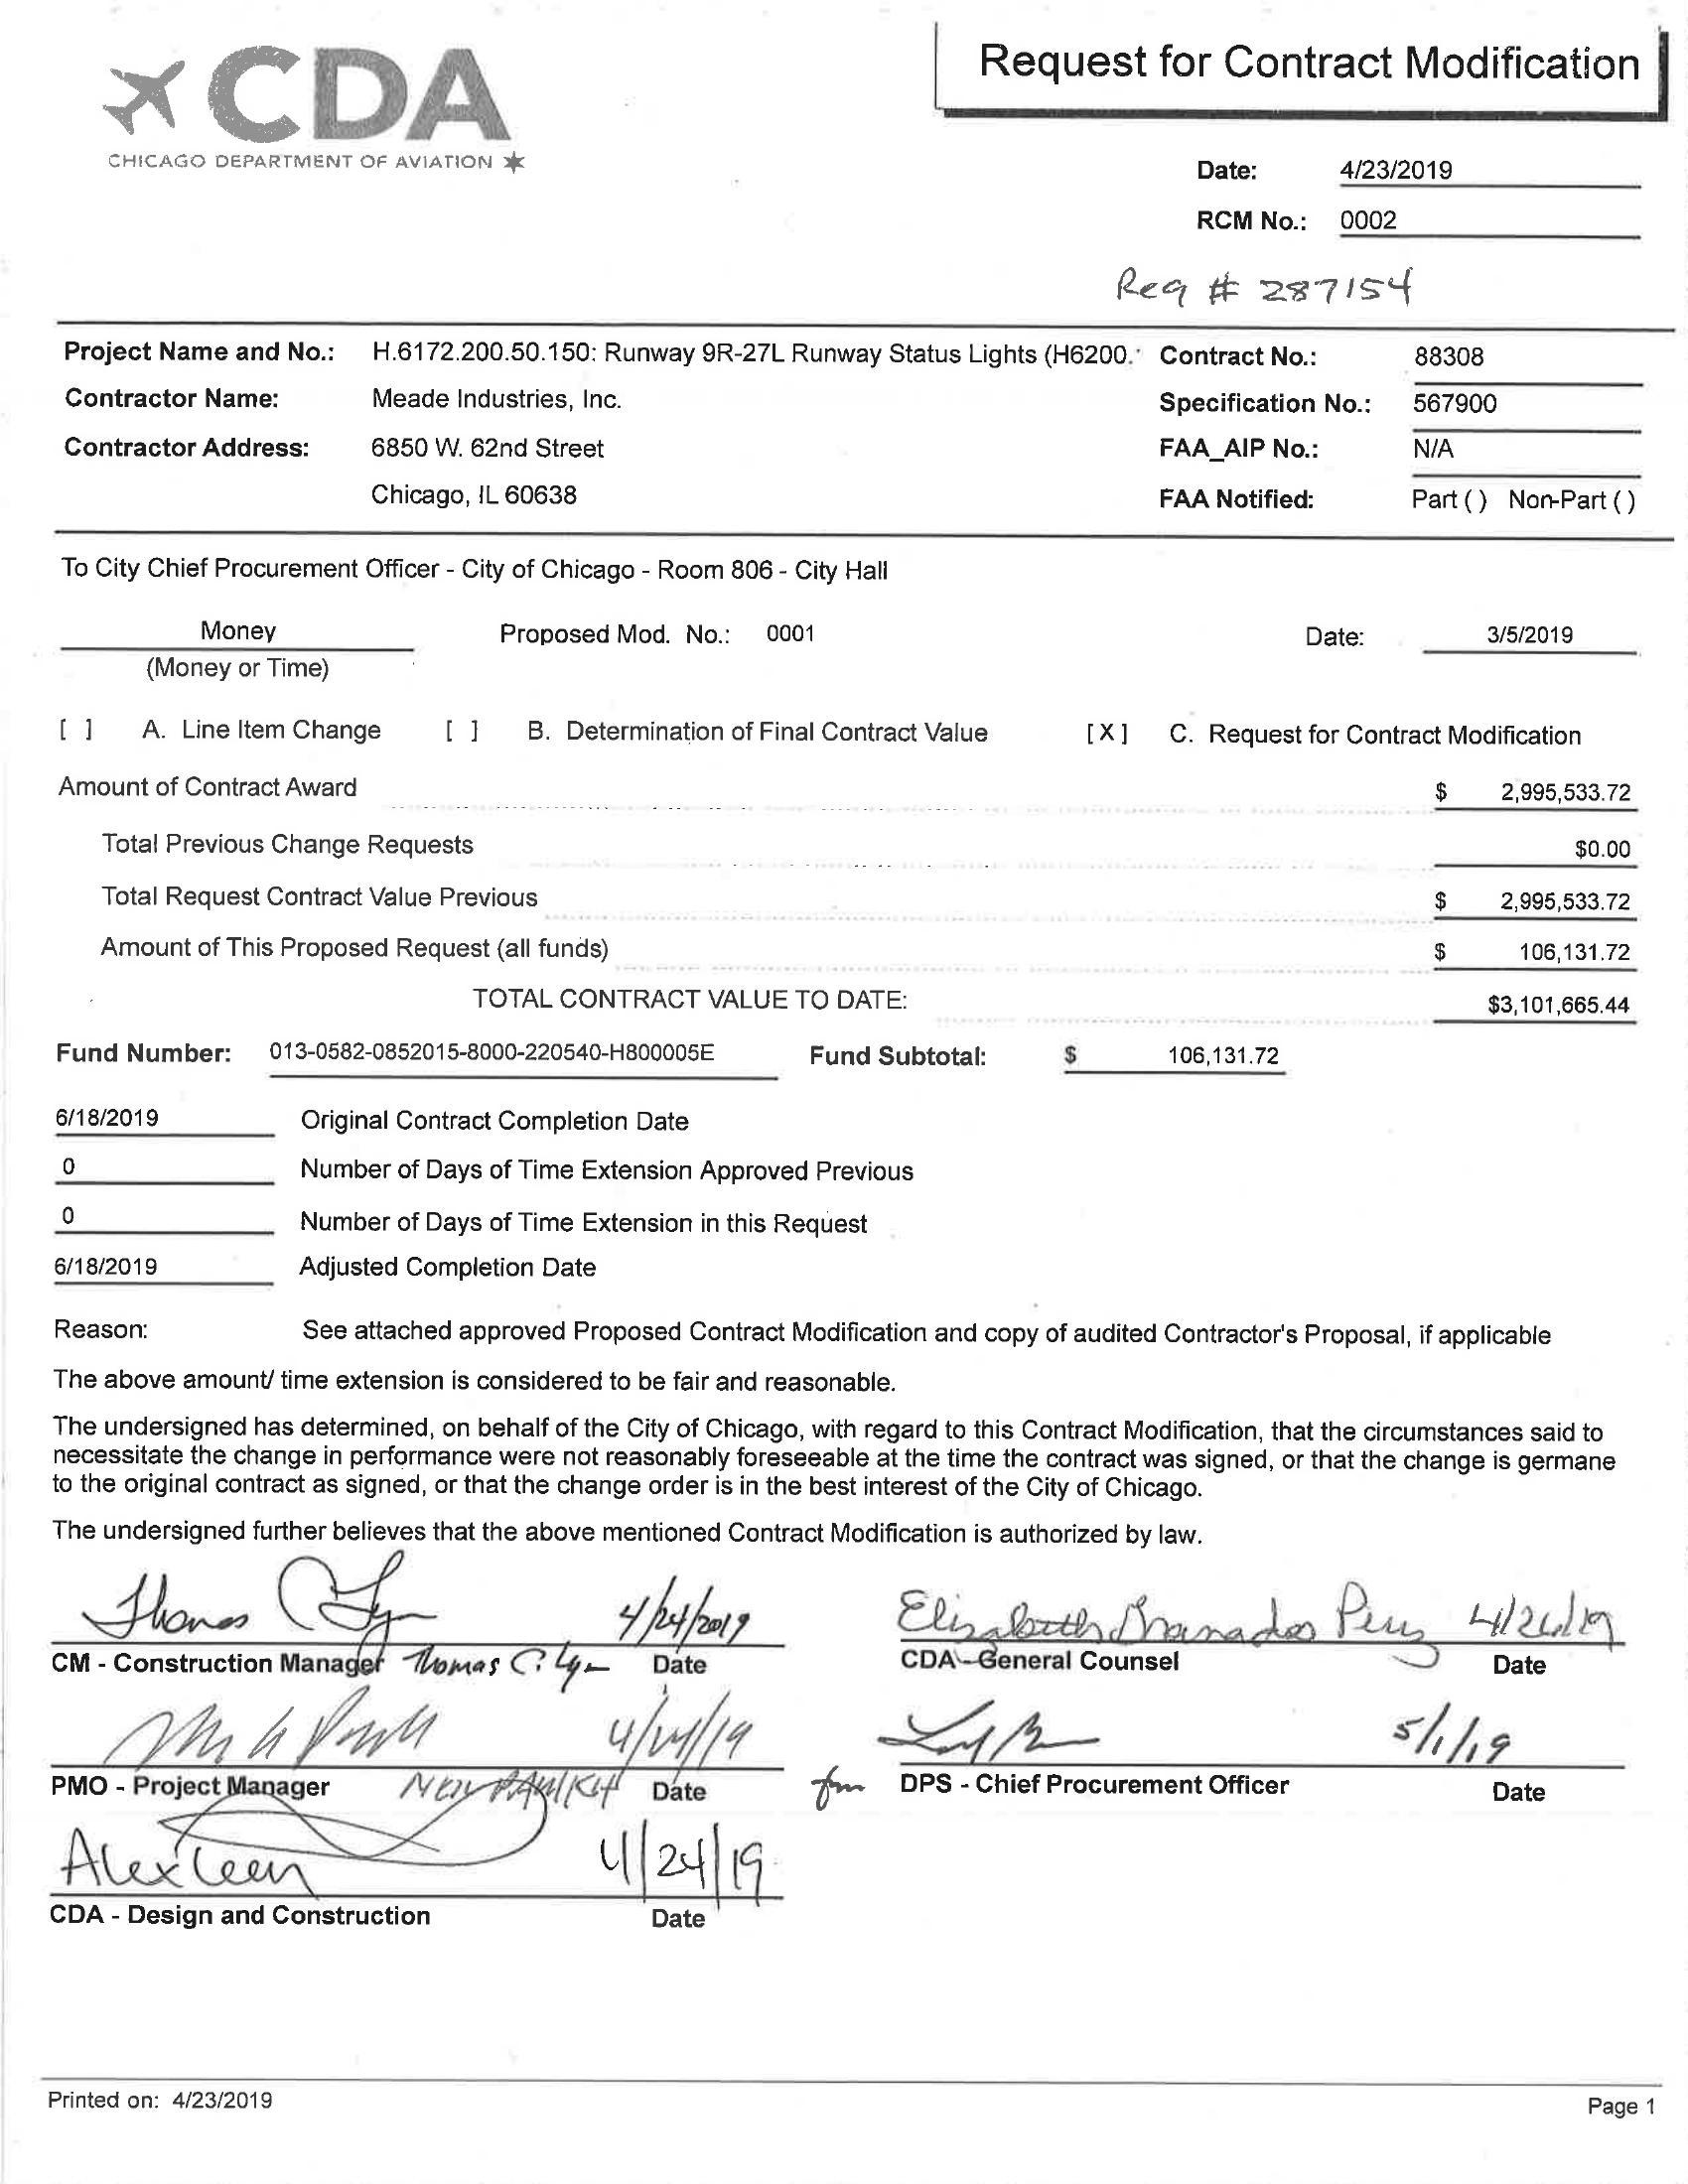 CDA
CHICAGO DEPARTMENT OF AVIATION
Request for Contract Modification
Date: 4/23/2019
RCM No.: 0002
Req # 287154
Project Name and No.: H.6172.200.50.150: Runway 9R-27L Runway Status Lights (H6200. Contract No.: 88308
Contractor Name: Meade Industries, Inc. Specification No.: 567900
Contractor Address: 6850 W. 62nd Street FAA_AIP No.: N/A
Chicago, IL 60638 FAA Notified: Part ( ) Non-Part ( )
To City Chief Procurement Officer - City of Chicago - Room 806 - City Hall
Money Proposed Mod. No.: 0001 Date: 3/5/2019
(Money or Time)
[ ] A. Line Item Change [ ] B. Determination of Final Contract Value [X] C. Request for Contract Modification
Amount of Contract Award $ 2,995,533.72
Total Previous Change Requests $0.00
Total Request Contract Value Previous $ 2,995,533.72
Amount of This Proposed Request (all funds) $ 106,131.72
TOTAL CONTRACT VALUE TO DATE: $3,101,665.44
Fund Number: 013-0582-0852015-8000-220540-H800005E Fund Subtotal: $ 106,131.72
6/18/2019 Original Contract Completion Date
0 Number of Days of Time Extension Approved Previous
0 Number of Days of Time Extension in this Request
6/18/2019 Adjusted Completion Date
Reason: See attached approved Proposed Contract Modification and copy of audited Contractor's Proposal, if applicable
The above amount/ time extension is considered to be fair and reasonable.
The undersigned has determined, on behalf of the City of Chicago, with regard to this Contract Modification, that the circumstances said to
necessitate the change in performance were not reasonably foreseeable at the time the contract was signed, or that the change is germane
to the original contract as signed, or that the change order is in the best interest of the City of Chicago.
The undersigned further believes that the above mentioned Contract Modification is authorized by law.
Thomas C 4/24/2019 Elizabeth Granados Perez 4/26/19
CM - Construction Manager Thomas C. Date CDA - General Counsel Date
4/24/19 5/1/19
PMO - Project Manager Date for DPS - Chief Procurement Officer Date
Alex Leen 4/24/19
CDA - Design and Construction Date
Printed on: 4/23/2019 Page 1